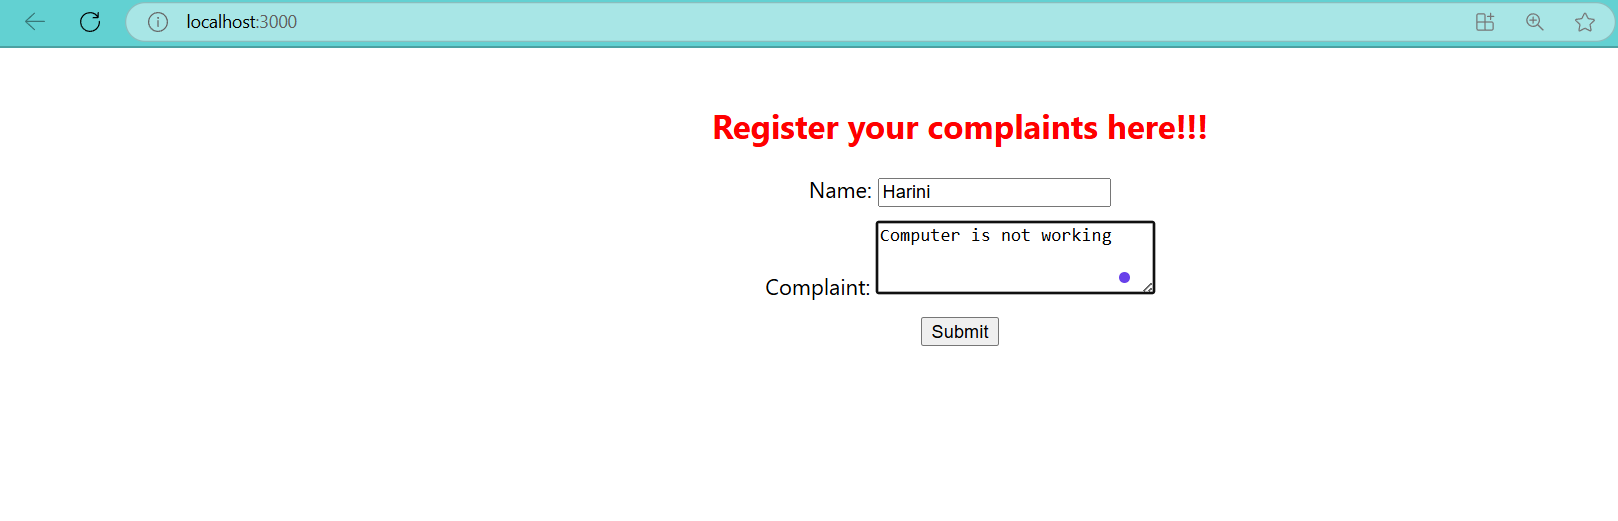 localhost:3000
Register your complaints here!!!
Name: Harini
Computer is not working
Complaint:
Submit